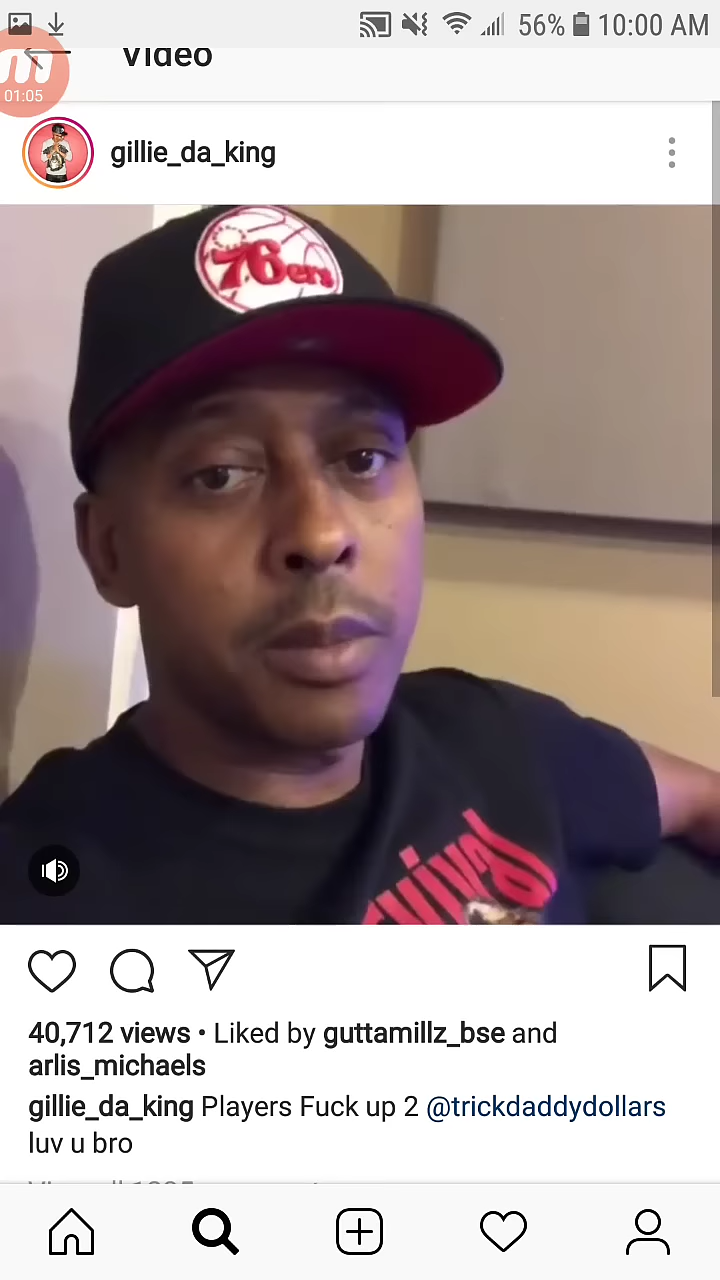 56% 10:00 AM
Video
01:05
gillie_da_king
76ers
40,712 views • Liked by guttamillz_bse and
arlis_michaels
gillie_da_king Players Fuck up 2 @trickdaddydollars
luv u bro